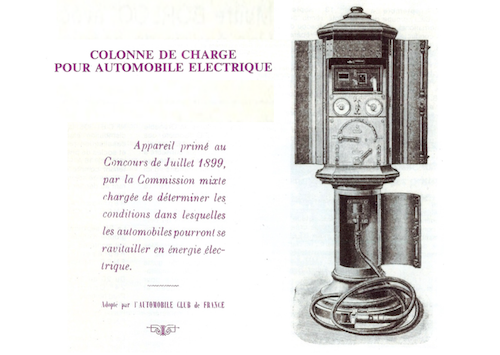 COLONNE DE CHARGE
POUR AUTOMOBILE ELECTRIQUE
Appareil primé au
Concours de Juillet 1899,
par la Commission mixte
chargée de déterminer les
conditions dans lesquelles
les automobiles pourront se
ravitailler en énergie élec-
trique.
Adopté par l'AUTOMOBILE CLUB de FRANCE